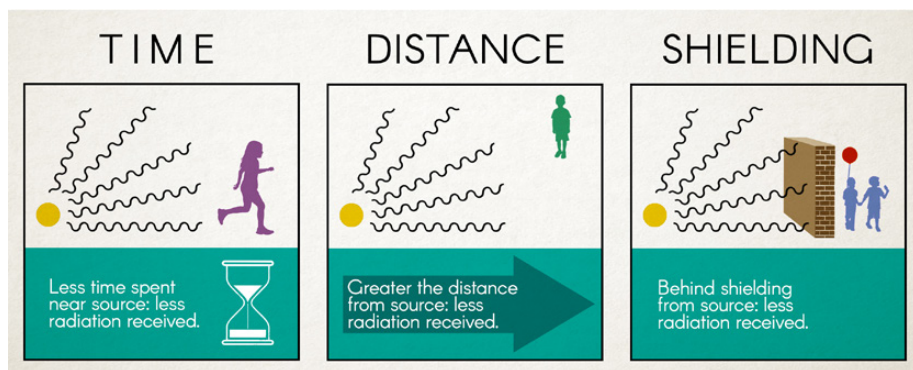 TIME
Less time spent
near source: less
radiation received.
DISTANCE
Greater the distance
from source: less
radiation received.
SHIELDING
Behind shielding
from source: less
radiation received.